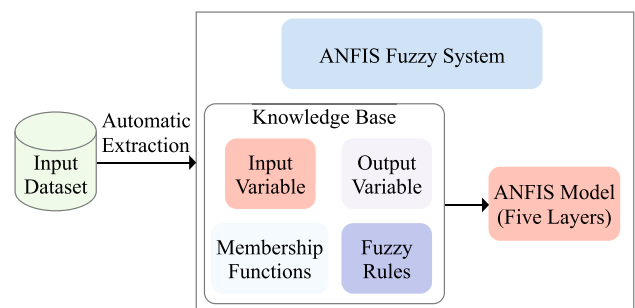 ANFIS Fuzzy System
Automatic
Extraction
Input
Dataset
Knowledge Base
Input
Variable
Output
Variable
Membership
Functions
Fuzzy
Rules
ANFIS Model
(Five Layers)